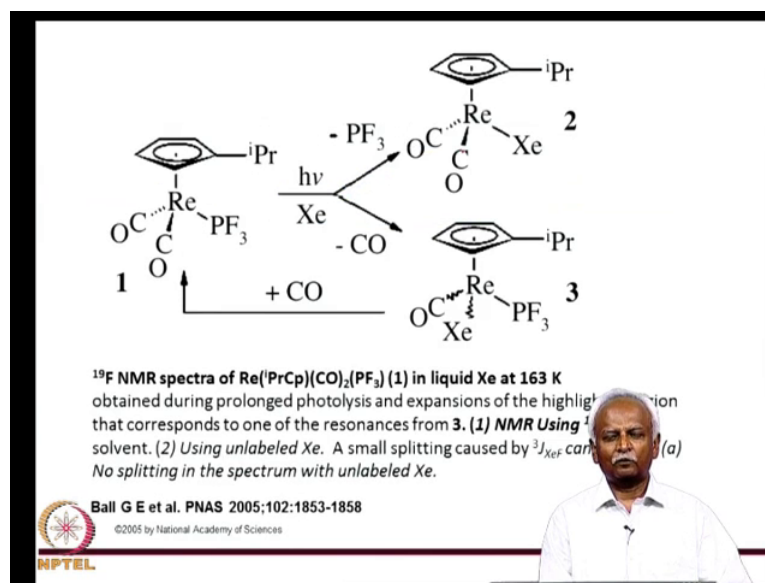 iPr
Re
2
- PF3
OC
Xe
C
O
hν
iPr
Xe
Re
- CO
OC
PF3
C
iPr
O
1
+ CO
Re
3
OC
PF3
Xe
19F NMR spectra of Re(iPrCp)(CO)2(PF3) (1) in liquid Xe at 163 K
obtained during prolonged photolysis and expansions of the
that corresponds to one of the resonances from 3. (1) NMR Using
solvent. (2) Using unlabeled Xe. A small splitting caused by 3JXeF (a)
No splitting in the spectrum with unlabeled Xe.
Ball G E et al. PNAS 2005;102:1853-1858
©2005 by National Academy of Sciences
NPTEL